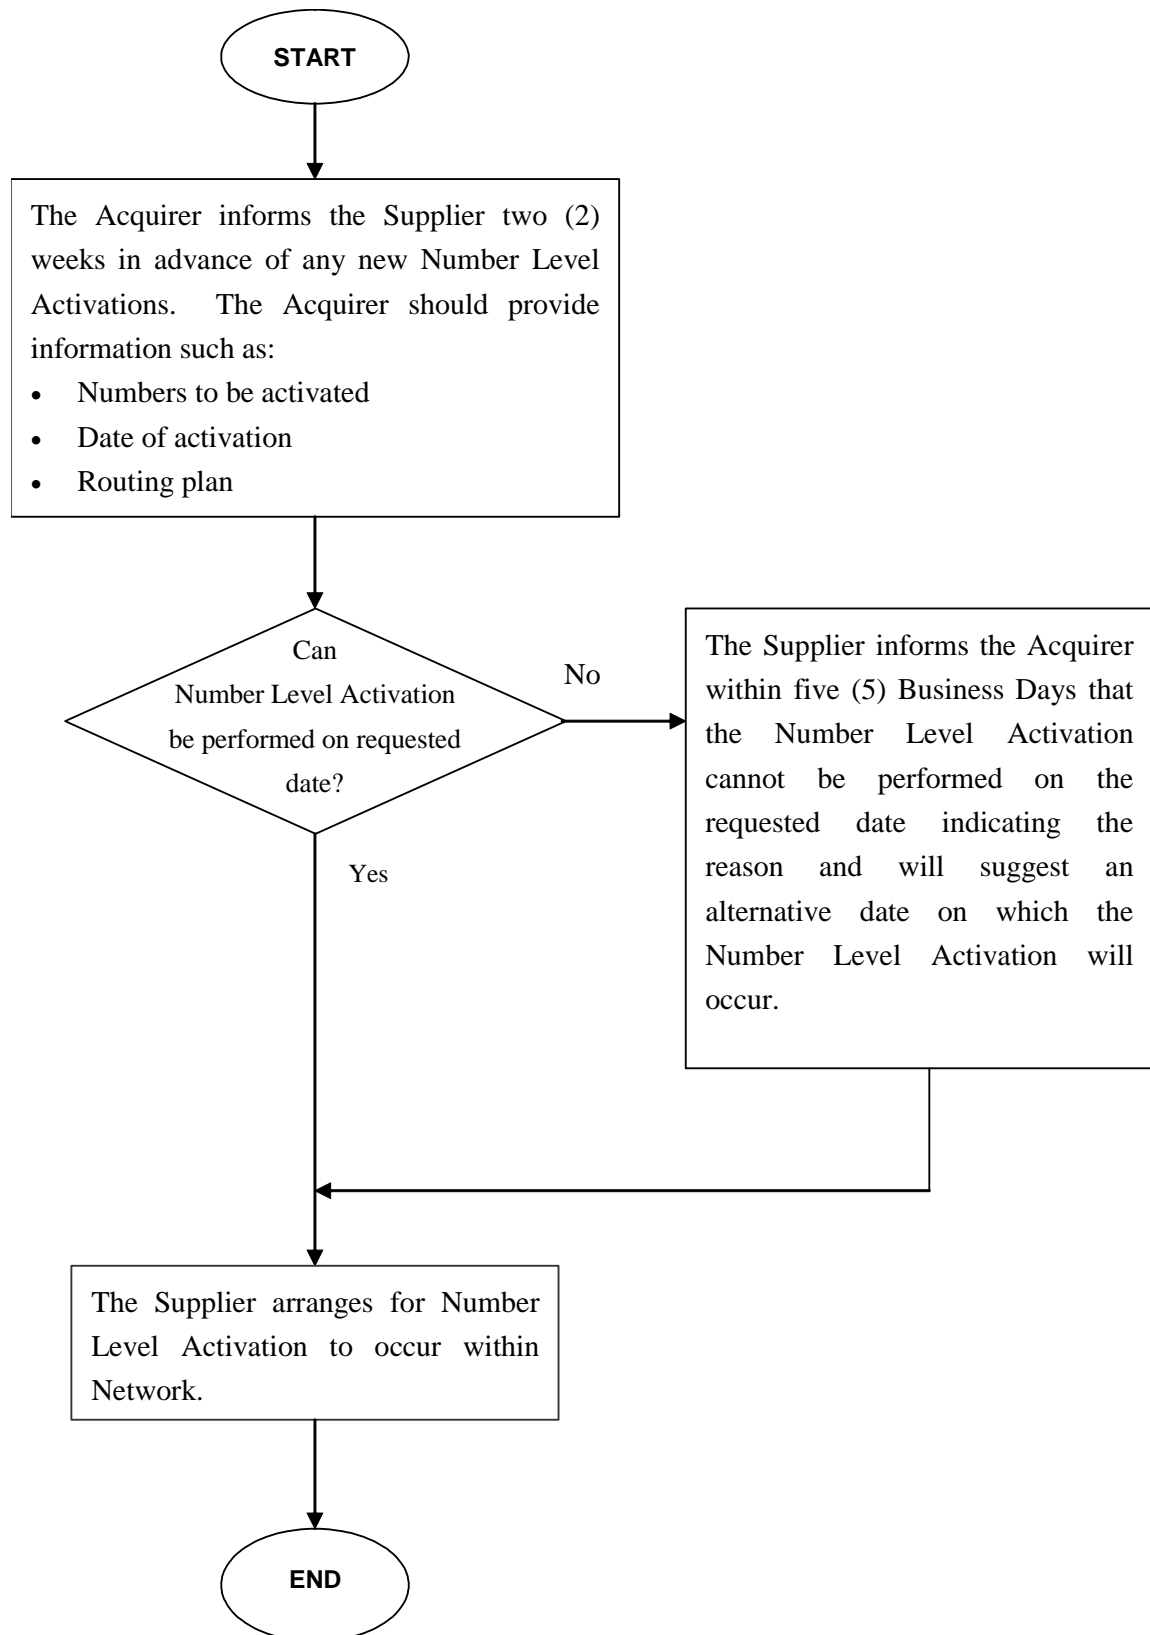 START
The Acquirer informs the Supplier two (2)
weeks in advance of any new Number Level
Activations. The Acquirer should provide
information such as:
• Numbers to be activated
• Date of activation
• Routing plan
Can
Number Level Activation
be performed on requested
date?
No
The Supplier informs the Acquirer
within five (5) Business Days that
the Number Level Activation
cannot be performed on the
requested date indicating the
reason and will suggest an
alternative date on which the
Number Level Activation will
occur.
Yes
The Supplier arranges for Number
Level Activation to occur within
Network.
END